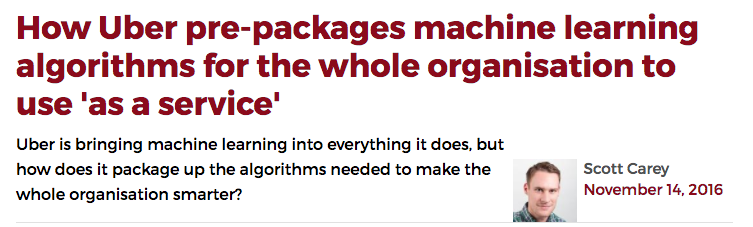 How Uber pre-packages machine learning
algorithms for the whole organisation to
use 'as a service'
Uber is bringing machine learning into everything it does, but
how does it package up the algorithms needed to make the
whole organisation smarter?
Scott Carey
November 14, 2016